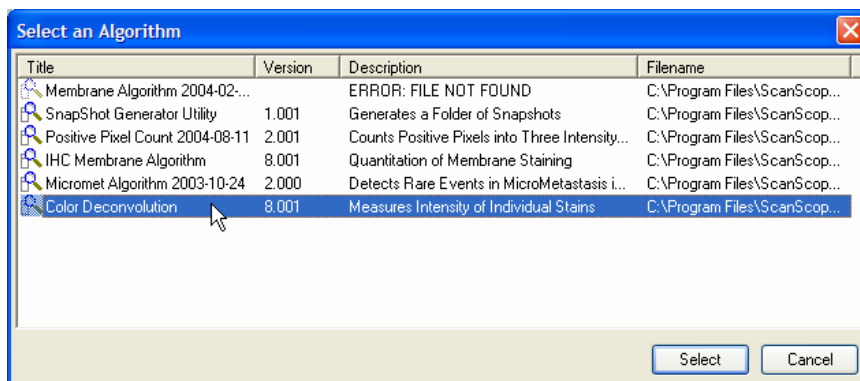 Select an Algorithm
Title Version Description Filename
Membrane Algorithm 2004-02-... ERROR: FILE NOT FOUND C:\Program Files\ScanScop...
SnapShot Generator Utility 1.001 Generates a Folder of Snapshots C:\Program Files\ScanScop...
Positive Pixel Count 2004-08-11 2.001 Counts Positive Pixels into Three Intensity... C:\Program Files\ScanScop...
IHC Membrane Algorithm 8.001 Quantitation of Membrane Staining C:\Program Files\ScanScop...
Micromet Algorithm 2003-10-24 2.000 Detects Rare Events in MicroMetastasis i... C:\Program Files\ScanScop...
Color Deconvolution 8.001 Measures Intensity of Individual Stains C:\Program Files\ScanScop...
Select Cancel